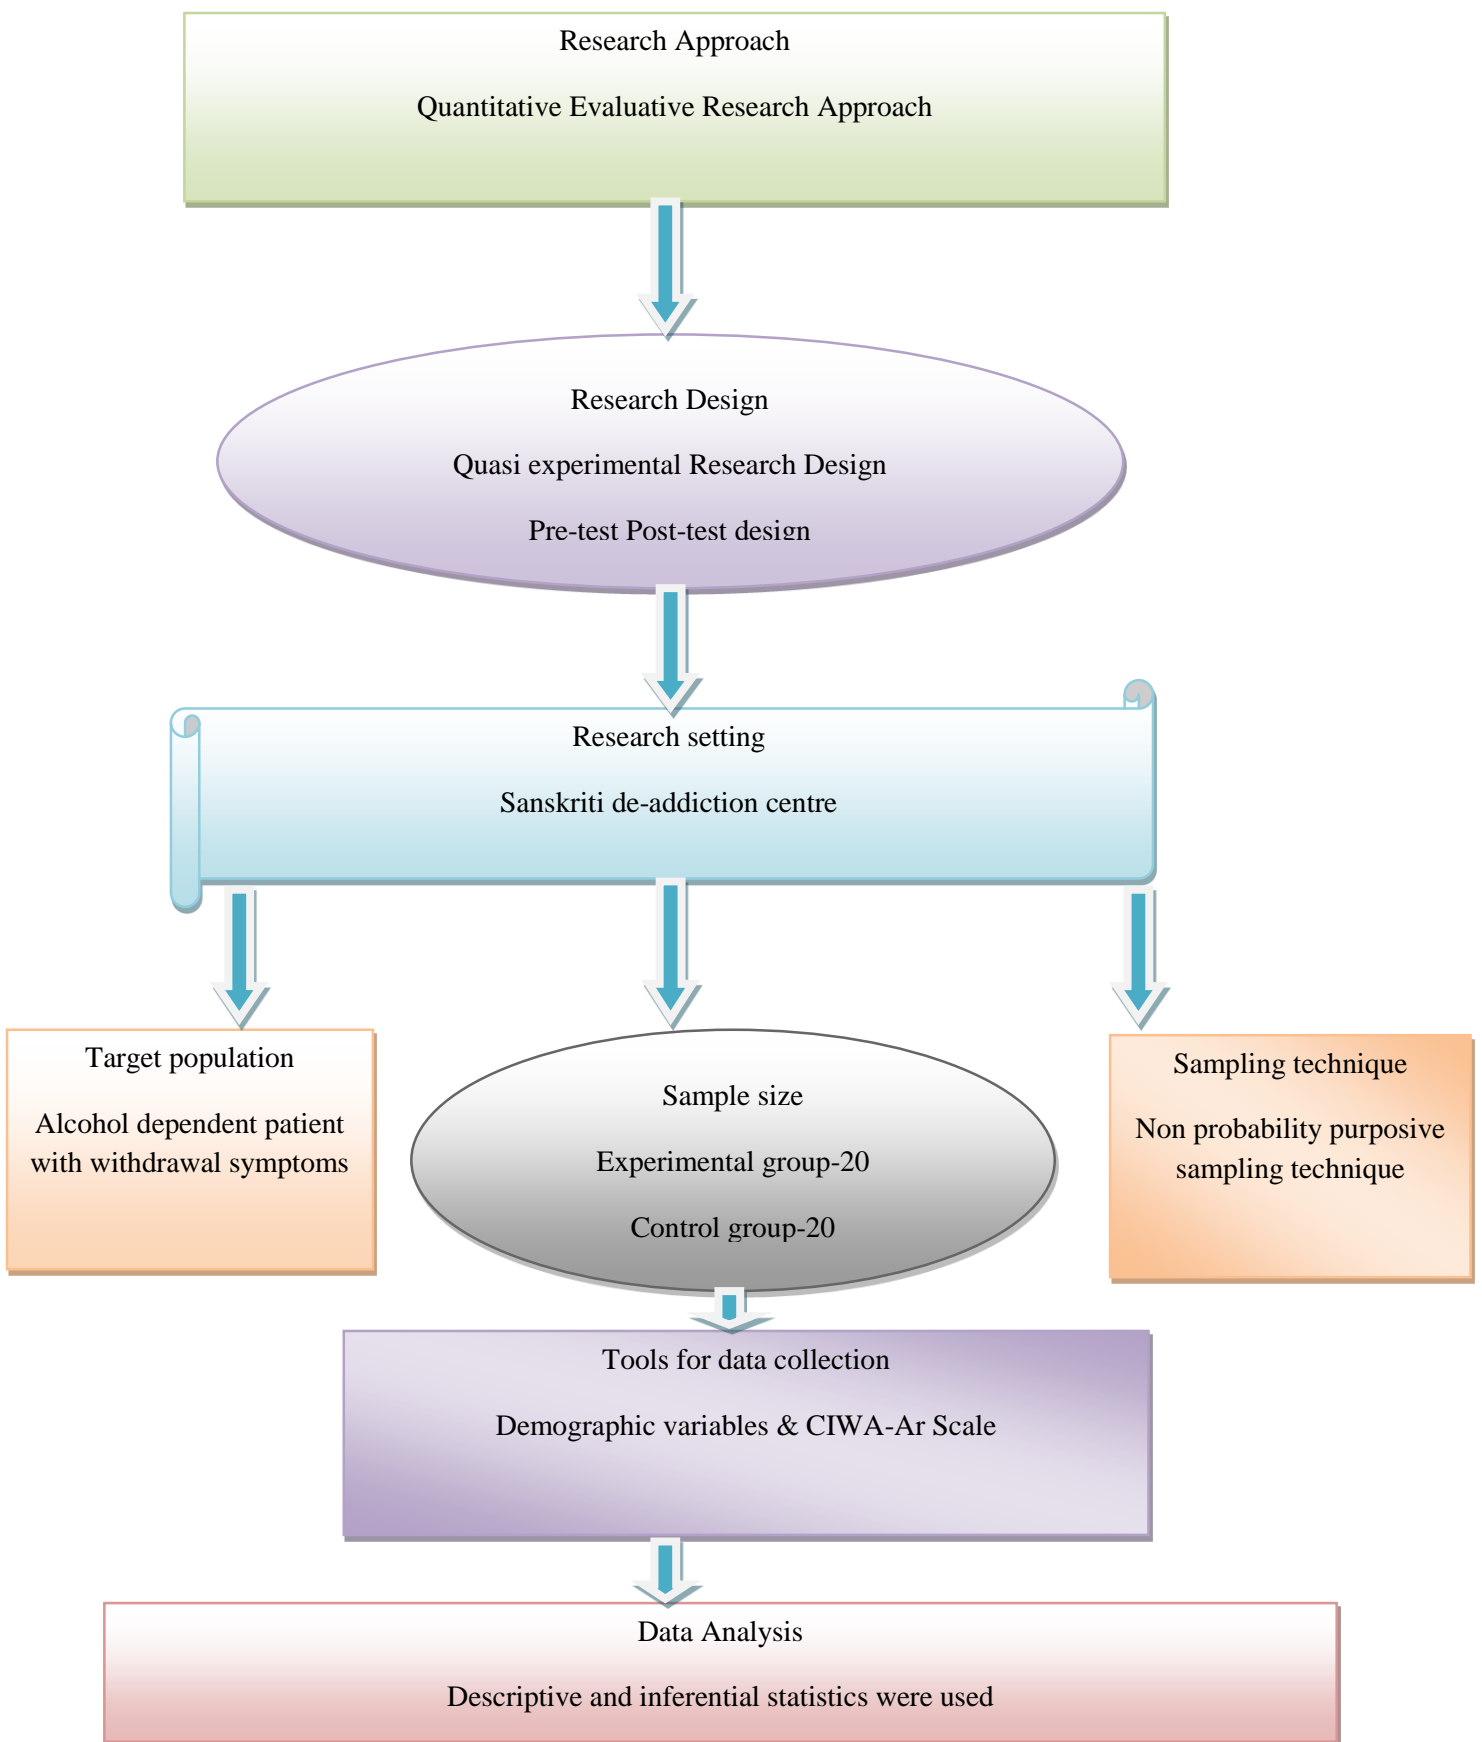 Research Approach
Quantitative Evaluative Research Approach
Research Design
Quasi experimental Research Design
Pre-test Post-test design
Research setting
Sanskriti de-addiction centre
Target population
Alcohol dependent patient
with withdrawal symptoms
Sample size
Experimental group-20
Control group-20
Sampling technique
Non probability purposive
sampling technique
Tools for data collection
Demographic variables & CIWA-Ar Scale
Data Analysis
Descriptive and inferential statistics were used